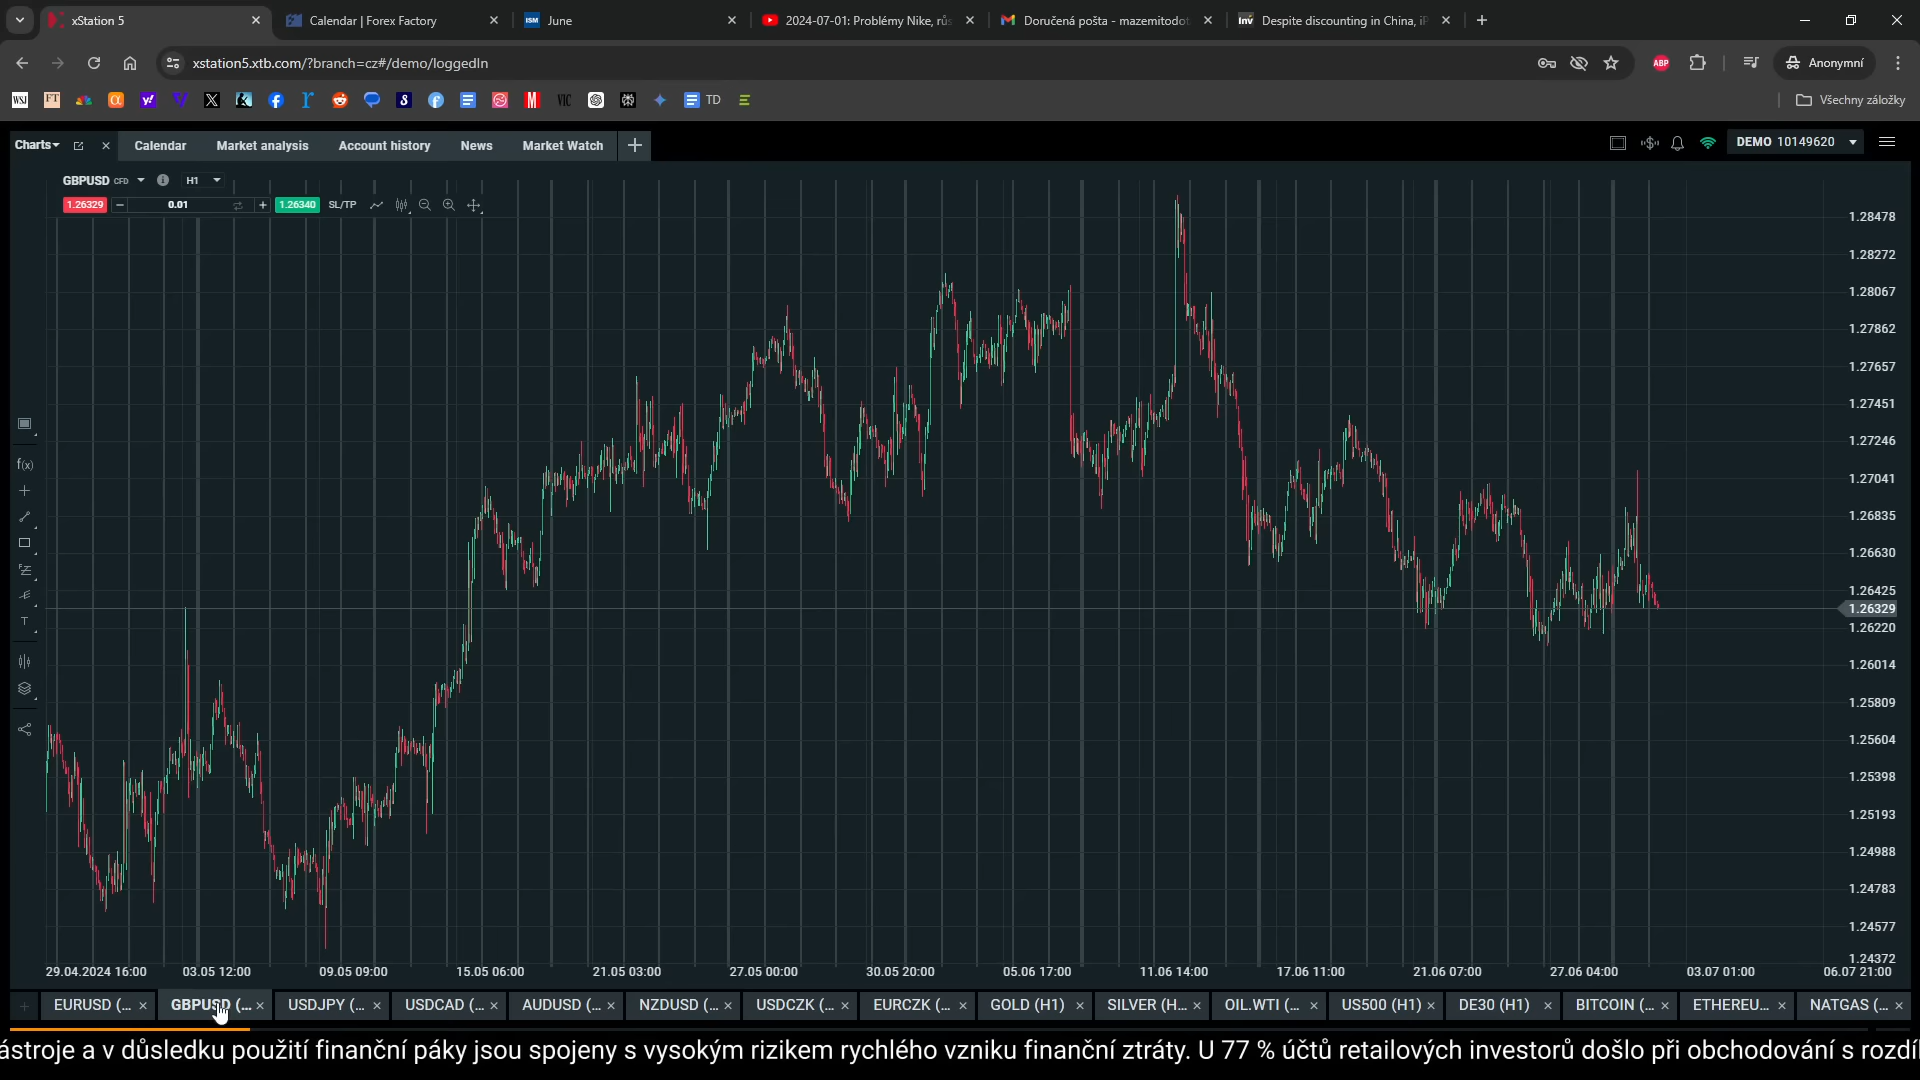 xStation 5
Calendar | Forex Factory
ISM June
2024-07-01: Problémy Nike, rů
Doručená pošta - mazemitodot
Inv Despite discounting in China, iP
xstation5.xtb.com/?branch=cz#/demo/loggedIn
ABP
Anonymní
WSJ FT y! X M VIC TD
Všechny záložky
Charts Calendar Market analysis Account history News Market Watch
DEMO 10149620
GBPUSD CFD H1
1.26329 0.01 1.26340 SL/TP
f(x)
T
1.28478
1.28272
1.28067
1.27862
1.27657
1.27451
1.27246
1.27041
1.26835
1.26630
1.26425
1.26329
1.26220
1.26014
1.25809
1.25604
1.25398
1.25193
1.24988
1.24783
1.24577
1.24372
29.04.2024 16:00 03.05 12:00 09.05 09:00 15.05 06:00 21.05 03:00 27.05 00:00 30.05 20:00 05.06 17:00 11.06 14:00 17.06 11:00 21.06 07:00 27.06 04:00 03.07 01:00 06.07 21:00
EURUSD (... GBPUSD (... USDJPY (... USDCAD (... AUDUSD (... NZDUSD (... USDCZK (... EURCZK (... GOLD (H1) SILVER (H... OIL.WTI (... US500 (H1) DE30 (H1) BITCOIN (... ETHEREU... NATGAS (...
ástroje a v důsledku použití finanční páky jsou spojeny s vysokým rizikem rychlého vzniku finanční ztráty. U 77 % účtů retailových investorů došlo při obchodování s rozdíl